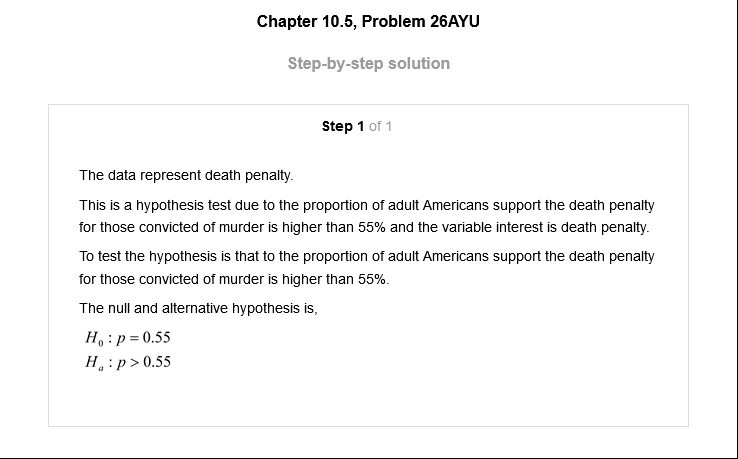 Chapter 10.5, Problem 26AYU
Step-by-step solution
Step 1 of 1
The data represent death penalty.
This is a hypothesis test due to the proportion of adult Americans support the death penalty
for those convicted of murder is higher than 55% and the variable interest is death penalty.
To test the hypothesis is that to the proportion of adult Americans support the death penalty
for those convicted of murder is higher than 55%.
The null and alternative hypothesis is,
H₀ : p = 0.55
Hₐ : p > 0.55